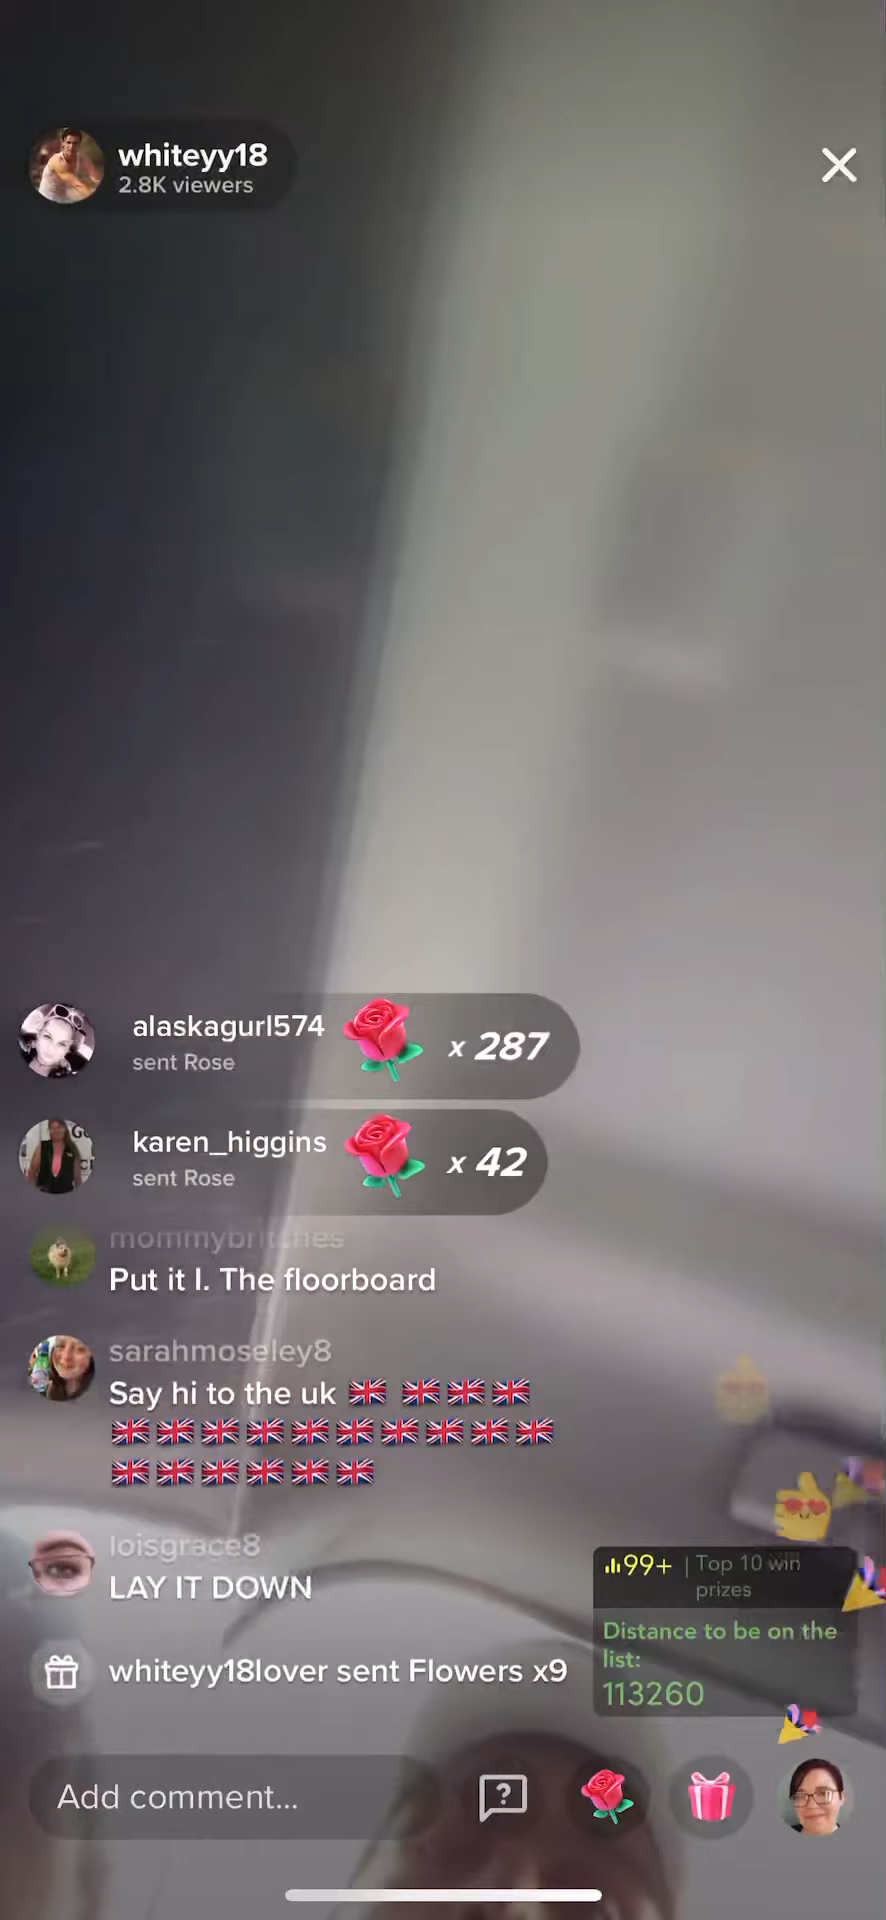 whiteyy18
2.8K viewers
alaskagurl574
sent Rose
x 287
karen_higgins
sent Rose
x 42
mommybritches
Put it I. The floorboard
sarahmoseley8
Say hi to the uk 🇬🇧 🇬🇧🇬🇧🇬🇧
🇬🇧🇬🇧🇬🇧🇬🇧🇬🇧🇬🇧🇬🇧🇬🇧🇬🇧🇬🇧
🇬🇧🇬🇧🇬🇧🇬🇧🇬🇧🇬🇧
loisgrace8
LAY IT DOWN
whiteyy18lover sent Flowers x9
99+ | Top 10 win
prizes
Distance to be on the
list:
113260
Add comment...